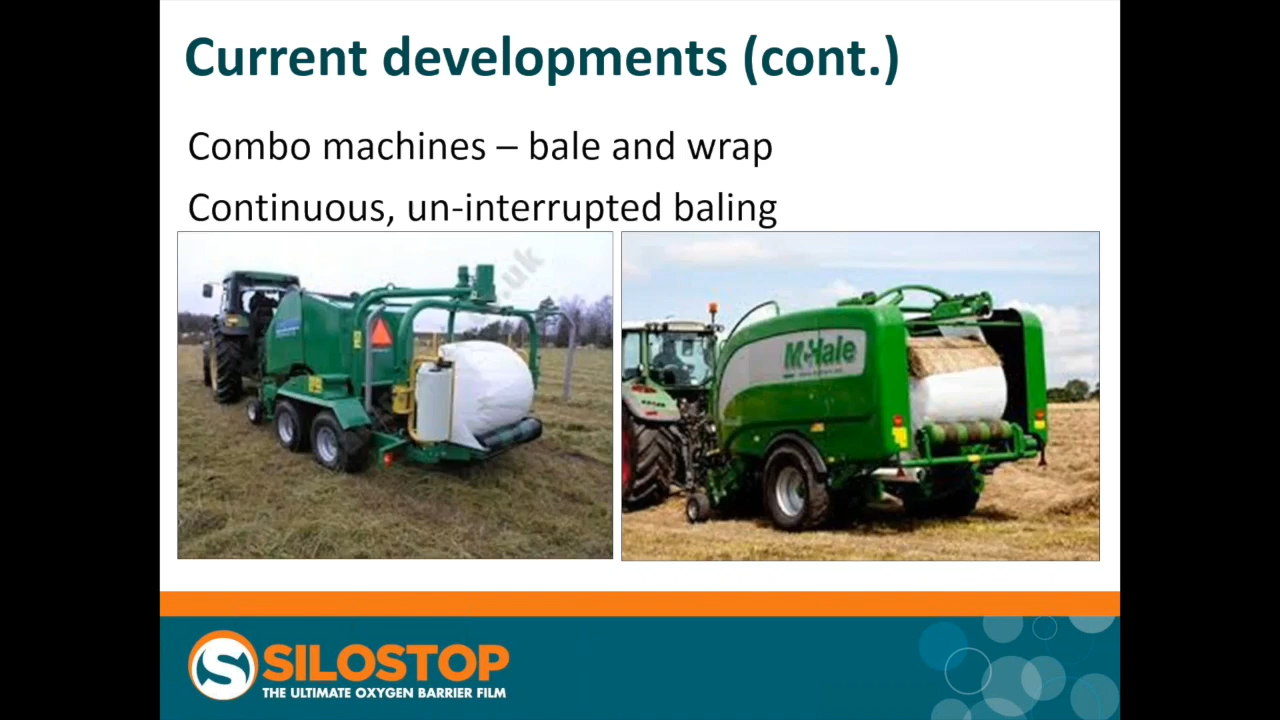 Current developments (cont.)
Combo machines – bale and wrap
Continuous, un-interrupted baling
.uk
McHale
SILOSTOP
THE ULTIMATE OXYGEN BARRIER FILM